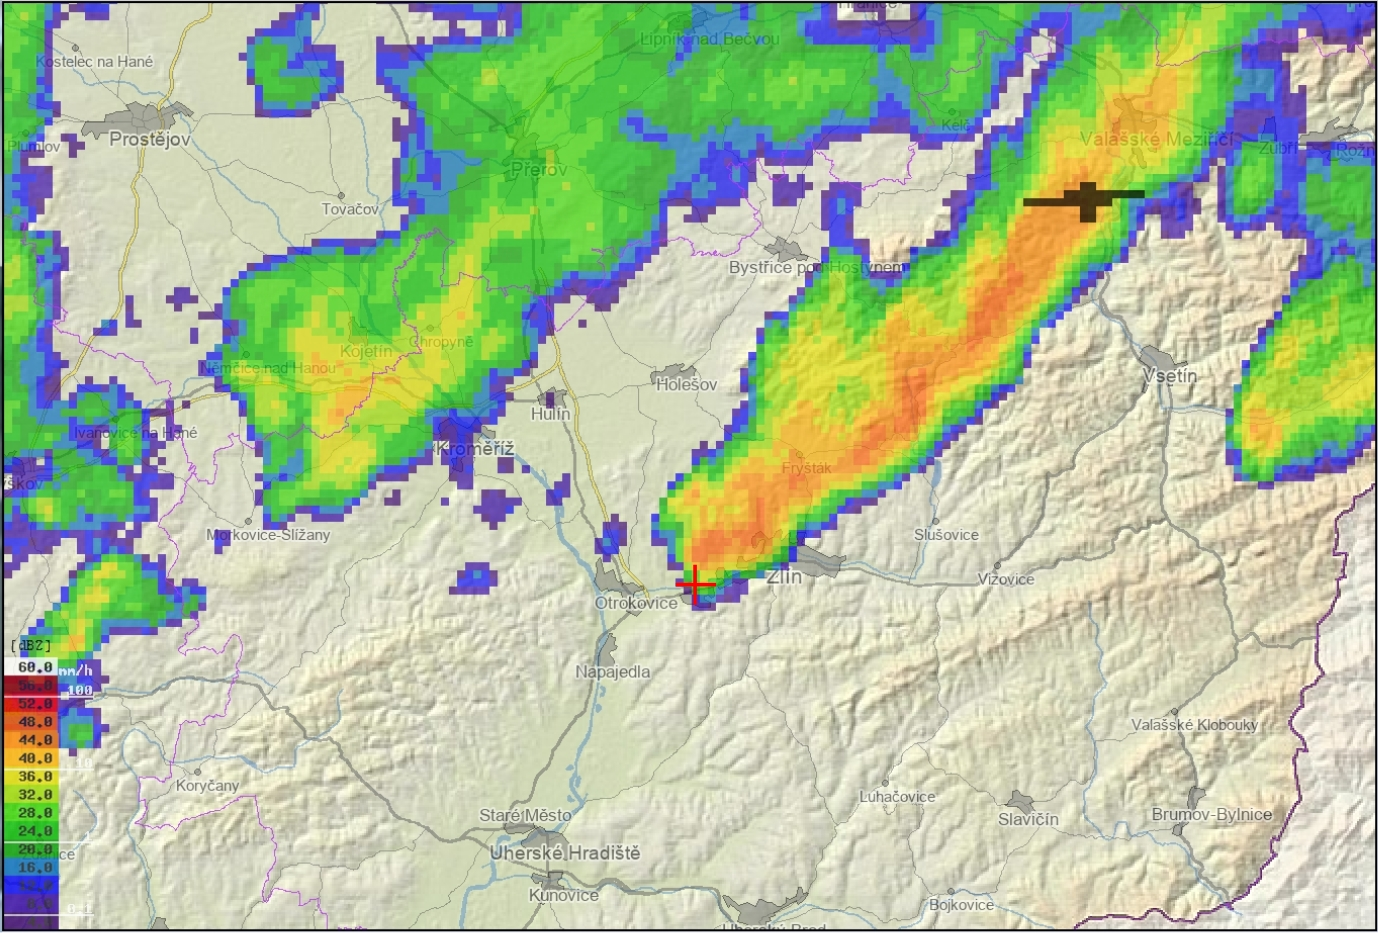 Hranice
Kostelec na Hané
Lipník nad Bečvou
Prostějov
Kelč
Valašské Meziříčí
Plumlov
Zubří
Přerov
Tovačov
Bystřice pod Hostýnem
Chropyně
Kojetín
Němčice nad Hanou
Vsetín
Holešov
Hulín
Ivanovice na Hané
Kroměříž
Fryšták
Morkovice-Slížany
Slušovice
Zlín
Vizovice
Otrokovice
[dBZ]
60.0
mm/h
Napajedla
56.0
100
52.0
48.0
Valašské Klobouky
44.0
40.0
36.0
Koryčany
32.0
Luhačovice
28.0
Staré Město
Slavičín
Brumov-Bylnice
24.0
20.0
Uherské Hradiště
16.0
Kunovice
Bojkovice
Uherský Brod